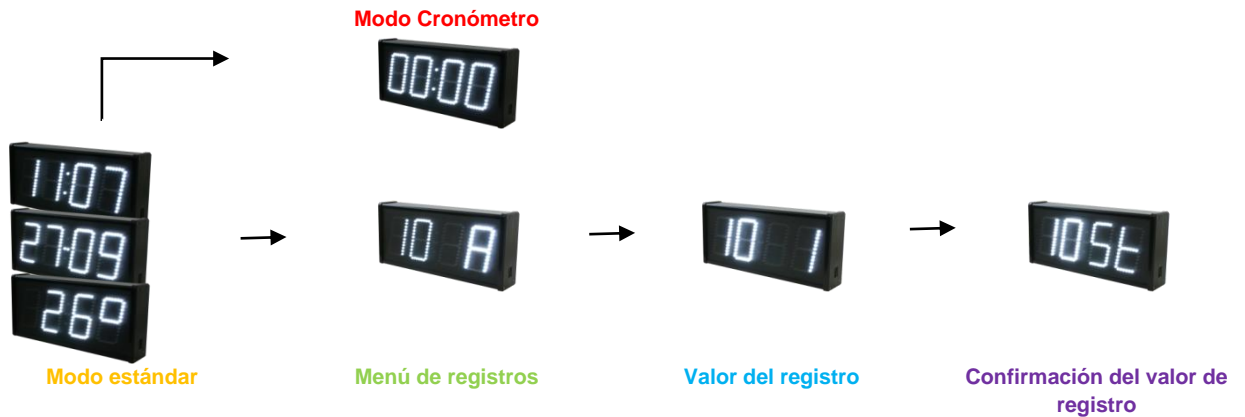 Modo Cronómetro
00:00
11:07
27:09
26º
10 A
10 1
10St
Modo estándar
Menú de registros
Valor del registro
Confirmación del valor de
registro